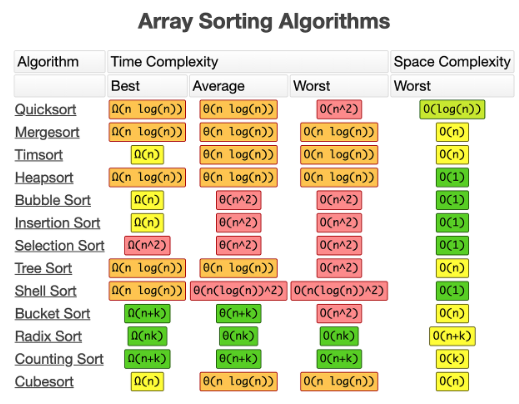 Array Sorting Algorithms
Algorithm Time Complexity Space Complexity
Best Average Worst Worst
Quicksort Ω(n log(n)) θ(n log(n)) O(n^2) O(log(n))
Mergesort Ω(n log(n)) θ(n log(n)) O(n log(n)) O(n)
Timsort Ω(n) θ(n log(n)) O(n log(n)) O(n)
Heapsort Ω(n log(n)) θ(n log(n)) O(n log(n)) O(1)
Bubble Sort Ω(n) θ(n^2) O(n^2) O(1)
Insertion Sort Ω(n) θ(n^2) O(n^2) O(1)
Selection Sort Ω(n^2) θ(n^2) O(n^2) O(1)
Tree Sort Ω(n log(n)) θ(n log(n)) O(n^2) O(n)
Shell Sort Ω(n log(n)) θ(n(log(n))^2) O(n(log(n))^2) O(1)
Bucket Sort Ω(n+k) θ(n+k) O(n^2) O(n)
Radix Sort Ω(nk) θ(nk) O(nk) O(n+k)
Counting Sort Ω(n+k) θ(n+k) O(n+k) O(k)
Cubesort Ω(n) θ(n log(n)) O(n log(n)) O(n)